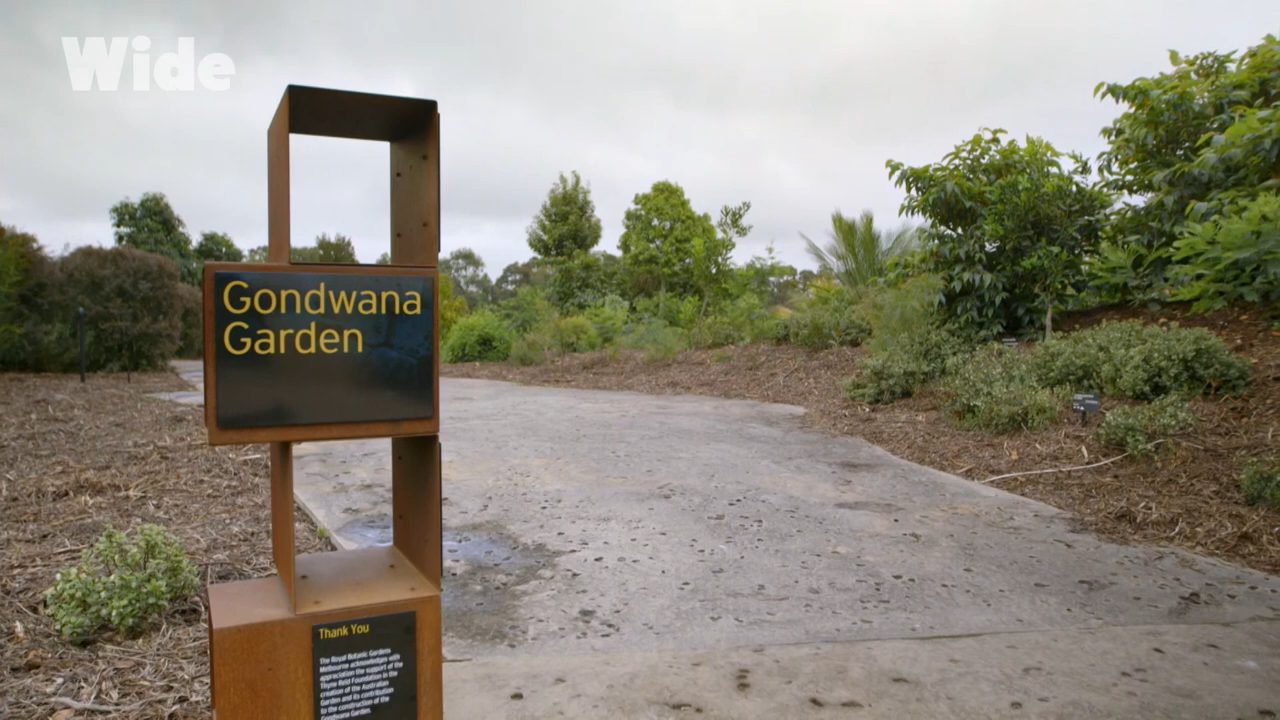 Wide
Gondwana
Garden
Thank You
The Royal Botanic Gardens
Melbourne acknowledges with
appreciation the support of the
Thyne Reid Foundation in the
creation of the Australian
Garden and its contribution
to the construction of the
Gondwana Garden.